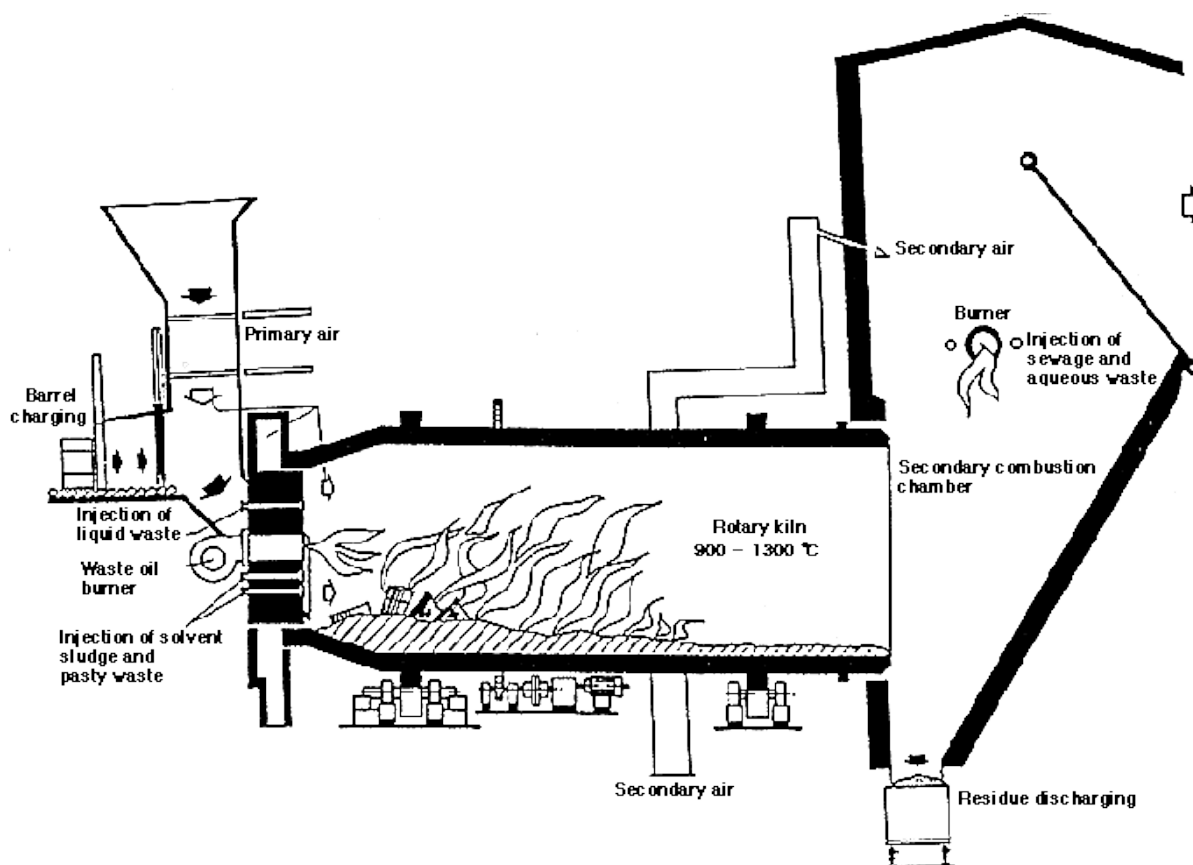 Secondary air
Primary air
Burner
Injection of
sewage and
aqueous waste
Barrel
charging
Secondary combustion
chamber
Injection of
liquid waste
Rotary kiln
900 – 1300 °C
Waste oil
burner
Injection of solvent
sludge and
pasty waste
Secondary air
Residue discharging